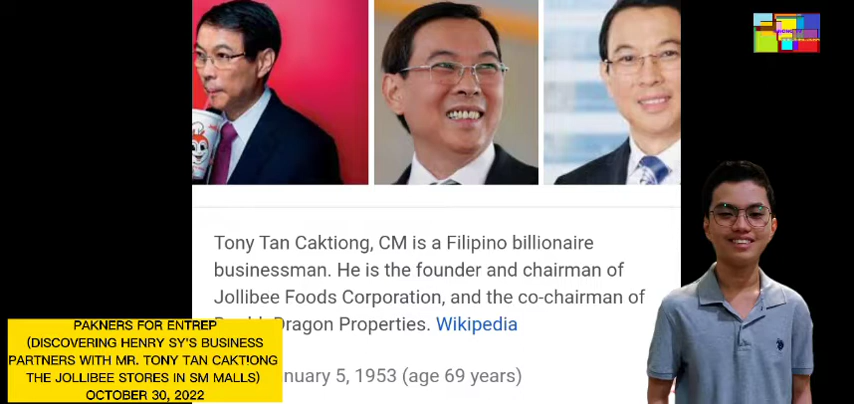 Tony Tan Caktiong, CM is a Filipino billionaire
businessman. He is the founder and chairman of
Jollibee Foods Corporation, and the co-chairman of
Dragon Properties. Wikipedia
5, 1953 (age 69 years)
PAKNERS FOR ENTREP
(DISCOVERING HENRY SY'S BUSINESS
PARTNERS WITH MR. TONY TAN CAKTIONG
THE JOLLIBEE STORES IN SM MALLS)
OCTOBER 30, 2022